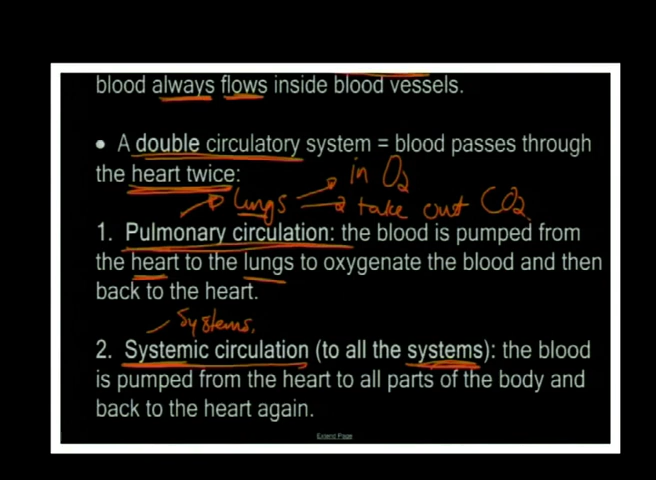 blood always flows inside blood vessels.
• A double circulatory system = blood passes through
the heart twice:
in O2
lungs → take out CO2
1. Pulmonary circulation: the blood is pumped from
the heart to the lungs to oxygenate the blood and then
back to the heart.
Systems.
2. Systemic circulation (to all the systems): the blood
is pumped from the heart to all parts of the body and
back to the heart again.
Extend Page